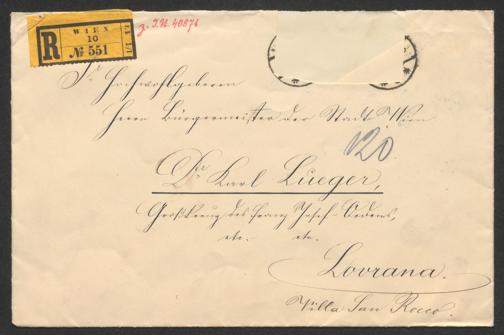 R
WIEN
10
№ 551
z. I.N. 40876
Sr. Hochwohlgeboren
Herrn Bürgermeister der Stadt Wien
120
Dr. Karl Lueger,
Großkreuz des Franz Josef-Ordens,
etc. etc.
Lovrana.
Villa San Rocco.